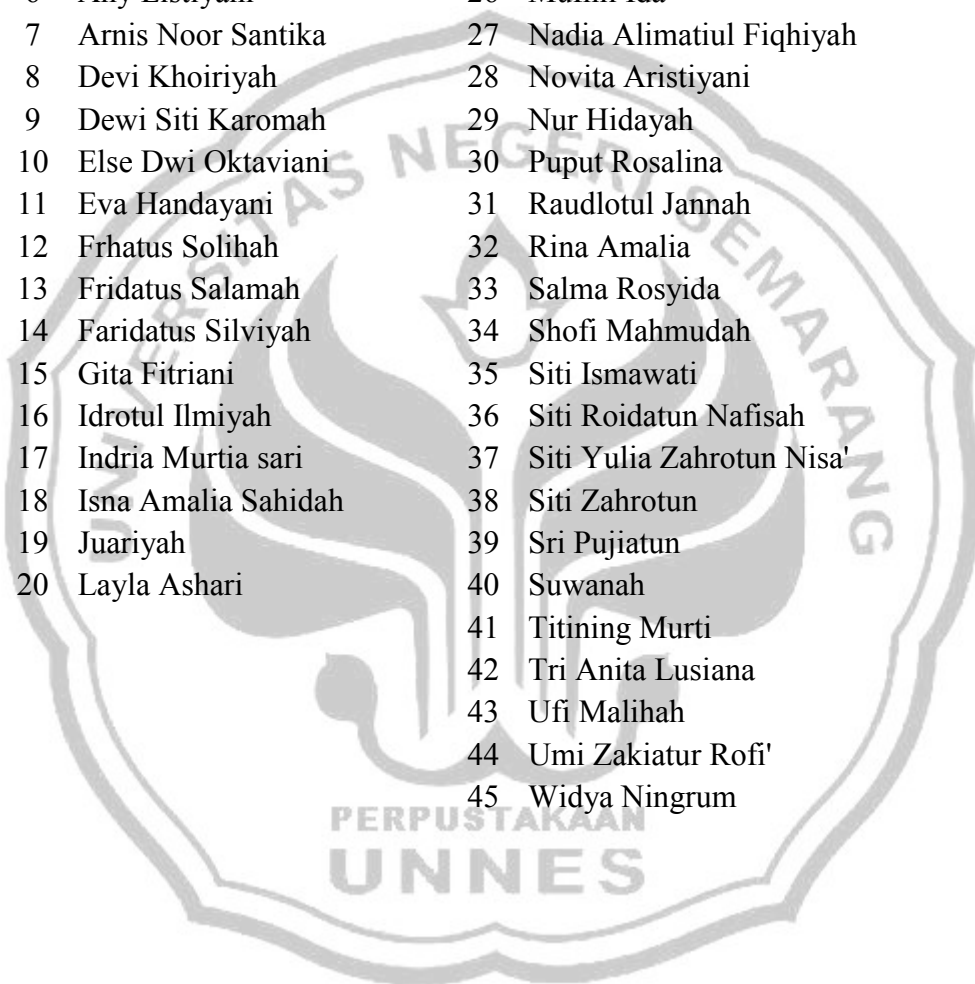 7 Arnis Noor Santika
8 Devi Khoiriyah
9 Dewi Siti Karomah
10 Else Dwi Oktaviani
11 Eva Handayani
12 Frhatus Solihah
13 Fridatus Salamah
14 Faridatus Silviyah
15 Gita Fitriani
16 Idrotul Ilmiyah
17 Indria Murtia sari
18 Isna Amalia Sahidah
19 Juariyah
20 Layla Ashari
27 Nadia Alimatiul Fiqhiyah
28 Novita Aristiyani
29 Nur Hidayah
30 Puput Rosalina
31 Raudlotul Jannah
32 Rina Amalia
33 Salma Rosyida
34 Shofi Mahmudah
35 Siti Ismawati
36 Siti Roidatun Nafisah
37 Siti Yulia Zahrotun Nisa'
38 Siti Zahrotun
39 Sri Pujiatun
40 Suwanah
41 Titining Murti
42 Tri Anita Lusiana
43 Ufi Malihah
44 Umi Zakiatur Rofi'
45 Widya Ningrum
UNIVERSITAS NEGERI SEMARANG
PERPUSTAKAAN
UNNES